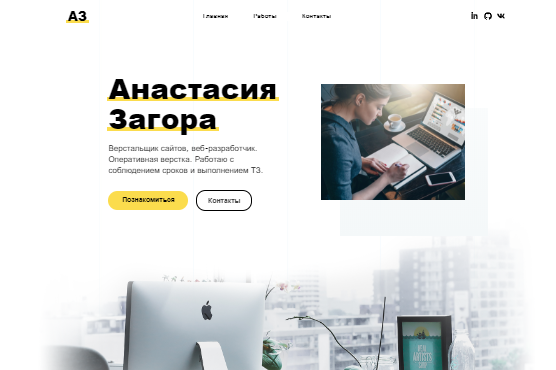 АЗ
Главная
Работы
Контакты
in
Анастасия
Загора
Верстальщик сайтов, веб-разработчик.
Оперативная верстка. Работаю с
соблюдением сроков и выполнением ТЗ.
Познакомиться
Контакты